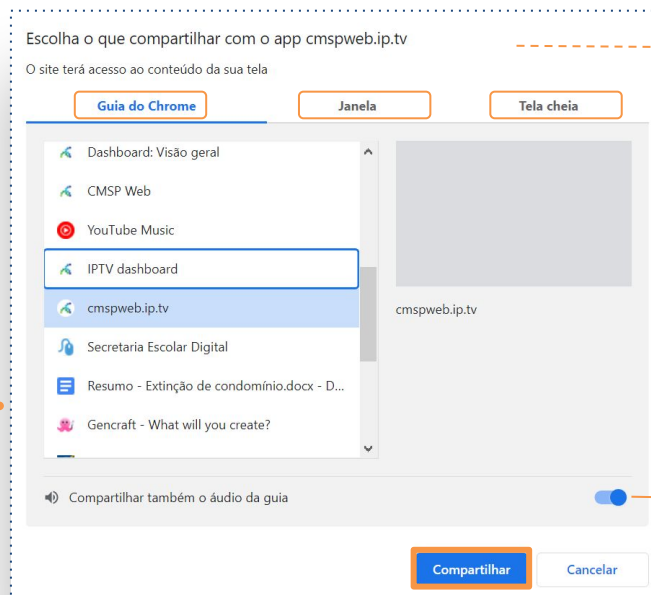 Escolha o que compartilhar com o app cmspweb.ip.tv
O site terá acesso ao conteúdo da sua tela
Guia do Chrome
Janela
Tela cheia
Dashboard: Visão geral
CMSP Web
YouTube Music
IPTV dashboard
cmspweb.ip.tv
cmspweb.ip.tv
Secretaria Escolar Digital
Resumo - Extinção de condomínio.docx - D...
Gencraft - What will you create?
Compartilhar também o áudio da guia
Compartilhar
Cancelar